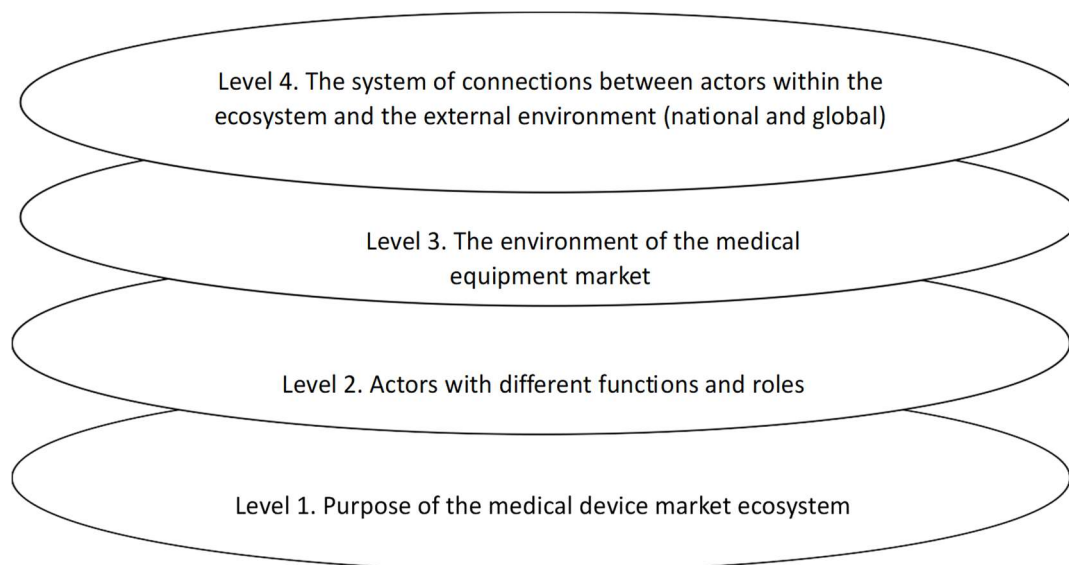 Level 4. The system of connections between actors within the
ecosystem and the external environment (national and global)
Level 3. The environment of the medical
equipment market
Level 2. Actors with different functions and roles
Level 1. Purpose of the medical device market ecosystem